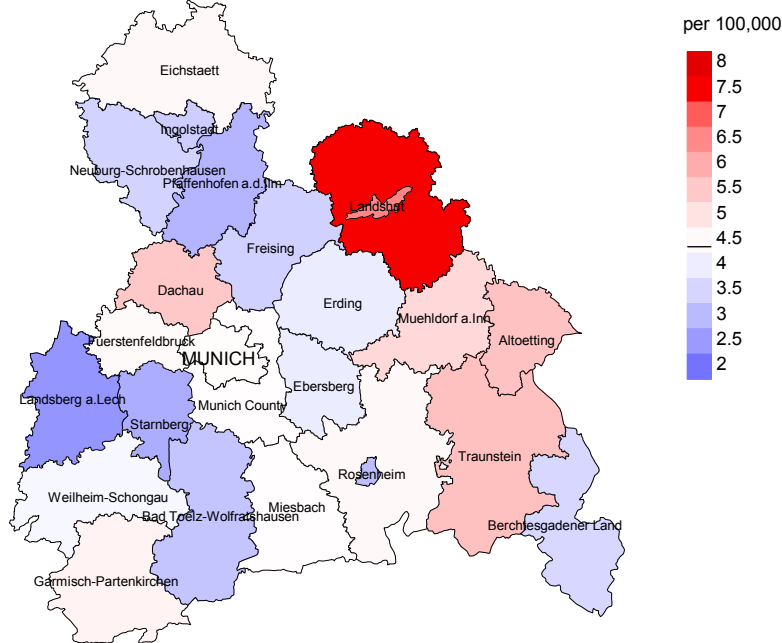 per 100,000
8
7.5
7
6.5
6
5.5
5
4.5
4
3.5
3
2.5
2
Eichstaett
Ingolstadt
Neuburg-Schrobenhausen
Pfaffenhofen a.d.Ilm
Landshut
Freising
Dachau
Erding
Muehldorf a.Inn
Altoetting
Fuerstenfeldbruck
MUNICH
Ebersberg
Landsberg a.Lech
Munich County
Starnberg
Traunstein
Rosenheim
Weilheim-Schongau
Miesbach
Bad Toelz-Wolfratshausen
Berchtesgadener Land
Garmisch-Partenkirchen